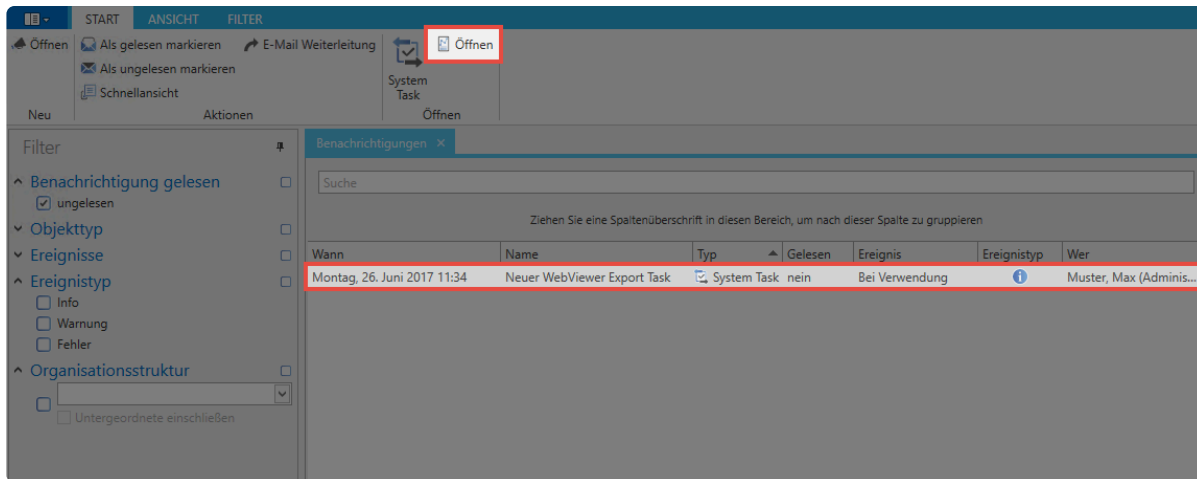 START ANSICHT FILTER
Öffnen Als gelesen markieren E-Mail Weiterleitung Öffnen
Als ungelesen markieren
System
Schnellansicht Task
Neu Aktionen Öffnen
Filter
Benachrichtigungen ×
Benachrichtigung gelesen
ungelesen
Objekttyp
Ereignisse
Ereignistyp
Info
Warnung
Fehler
Organisationsstruktur
Untergeordnete einschließen
Suche
Ziehen Sie eine Spaltenüberschrift in diesen Bereich, um nach dieser Spalte zu gruppieren
Wann Name Typ Gelesen Ereignis Ereignistyp Wer
Montag, 26. Juni 2017 11:34 Neuer WebViewer Export Task System Task nein Bei Verwendung Muster, Max (Adminis...